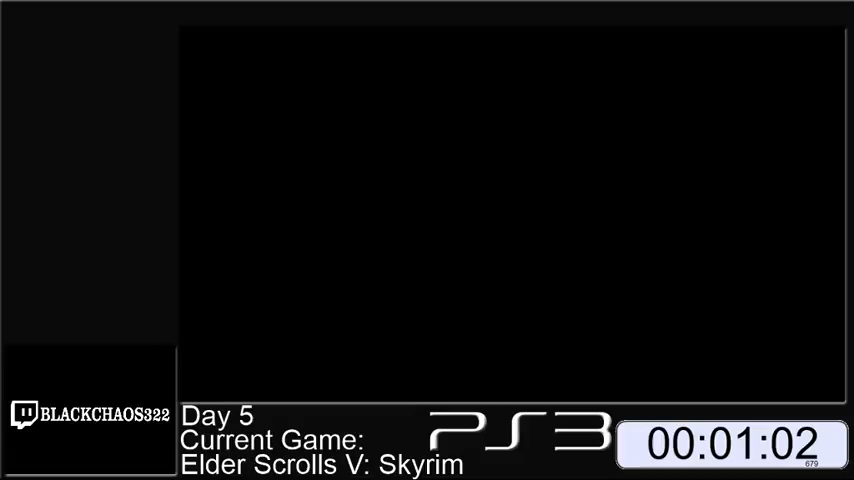 BLACKCHAOS322
Day 5
Current Game:
Elder Scrolls V: Skyrim
PS3
00:01:02
679